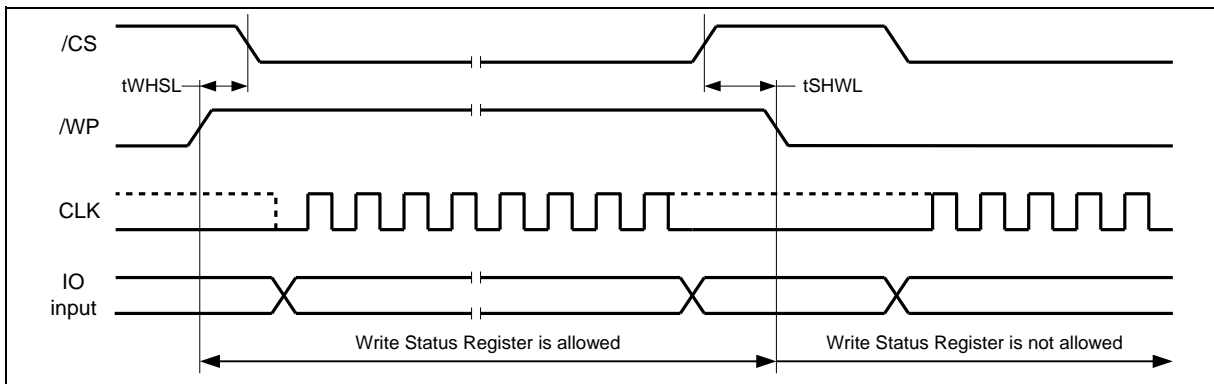 /CS
tWHSL
tSHWL
/WP
CLK
IO
input
Write Status Register is allowed
Write Status Register is not allowed